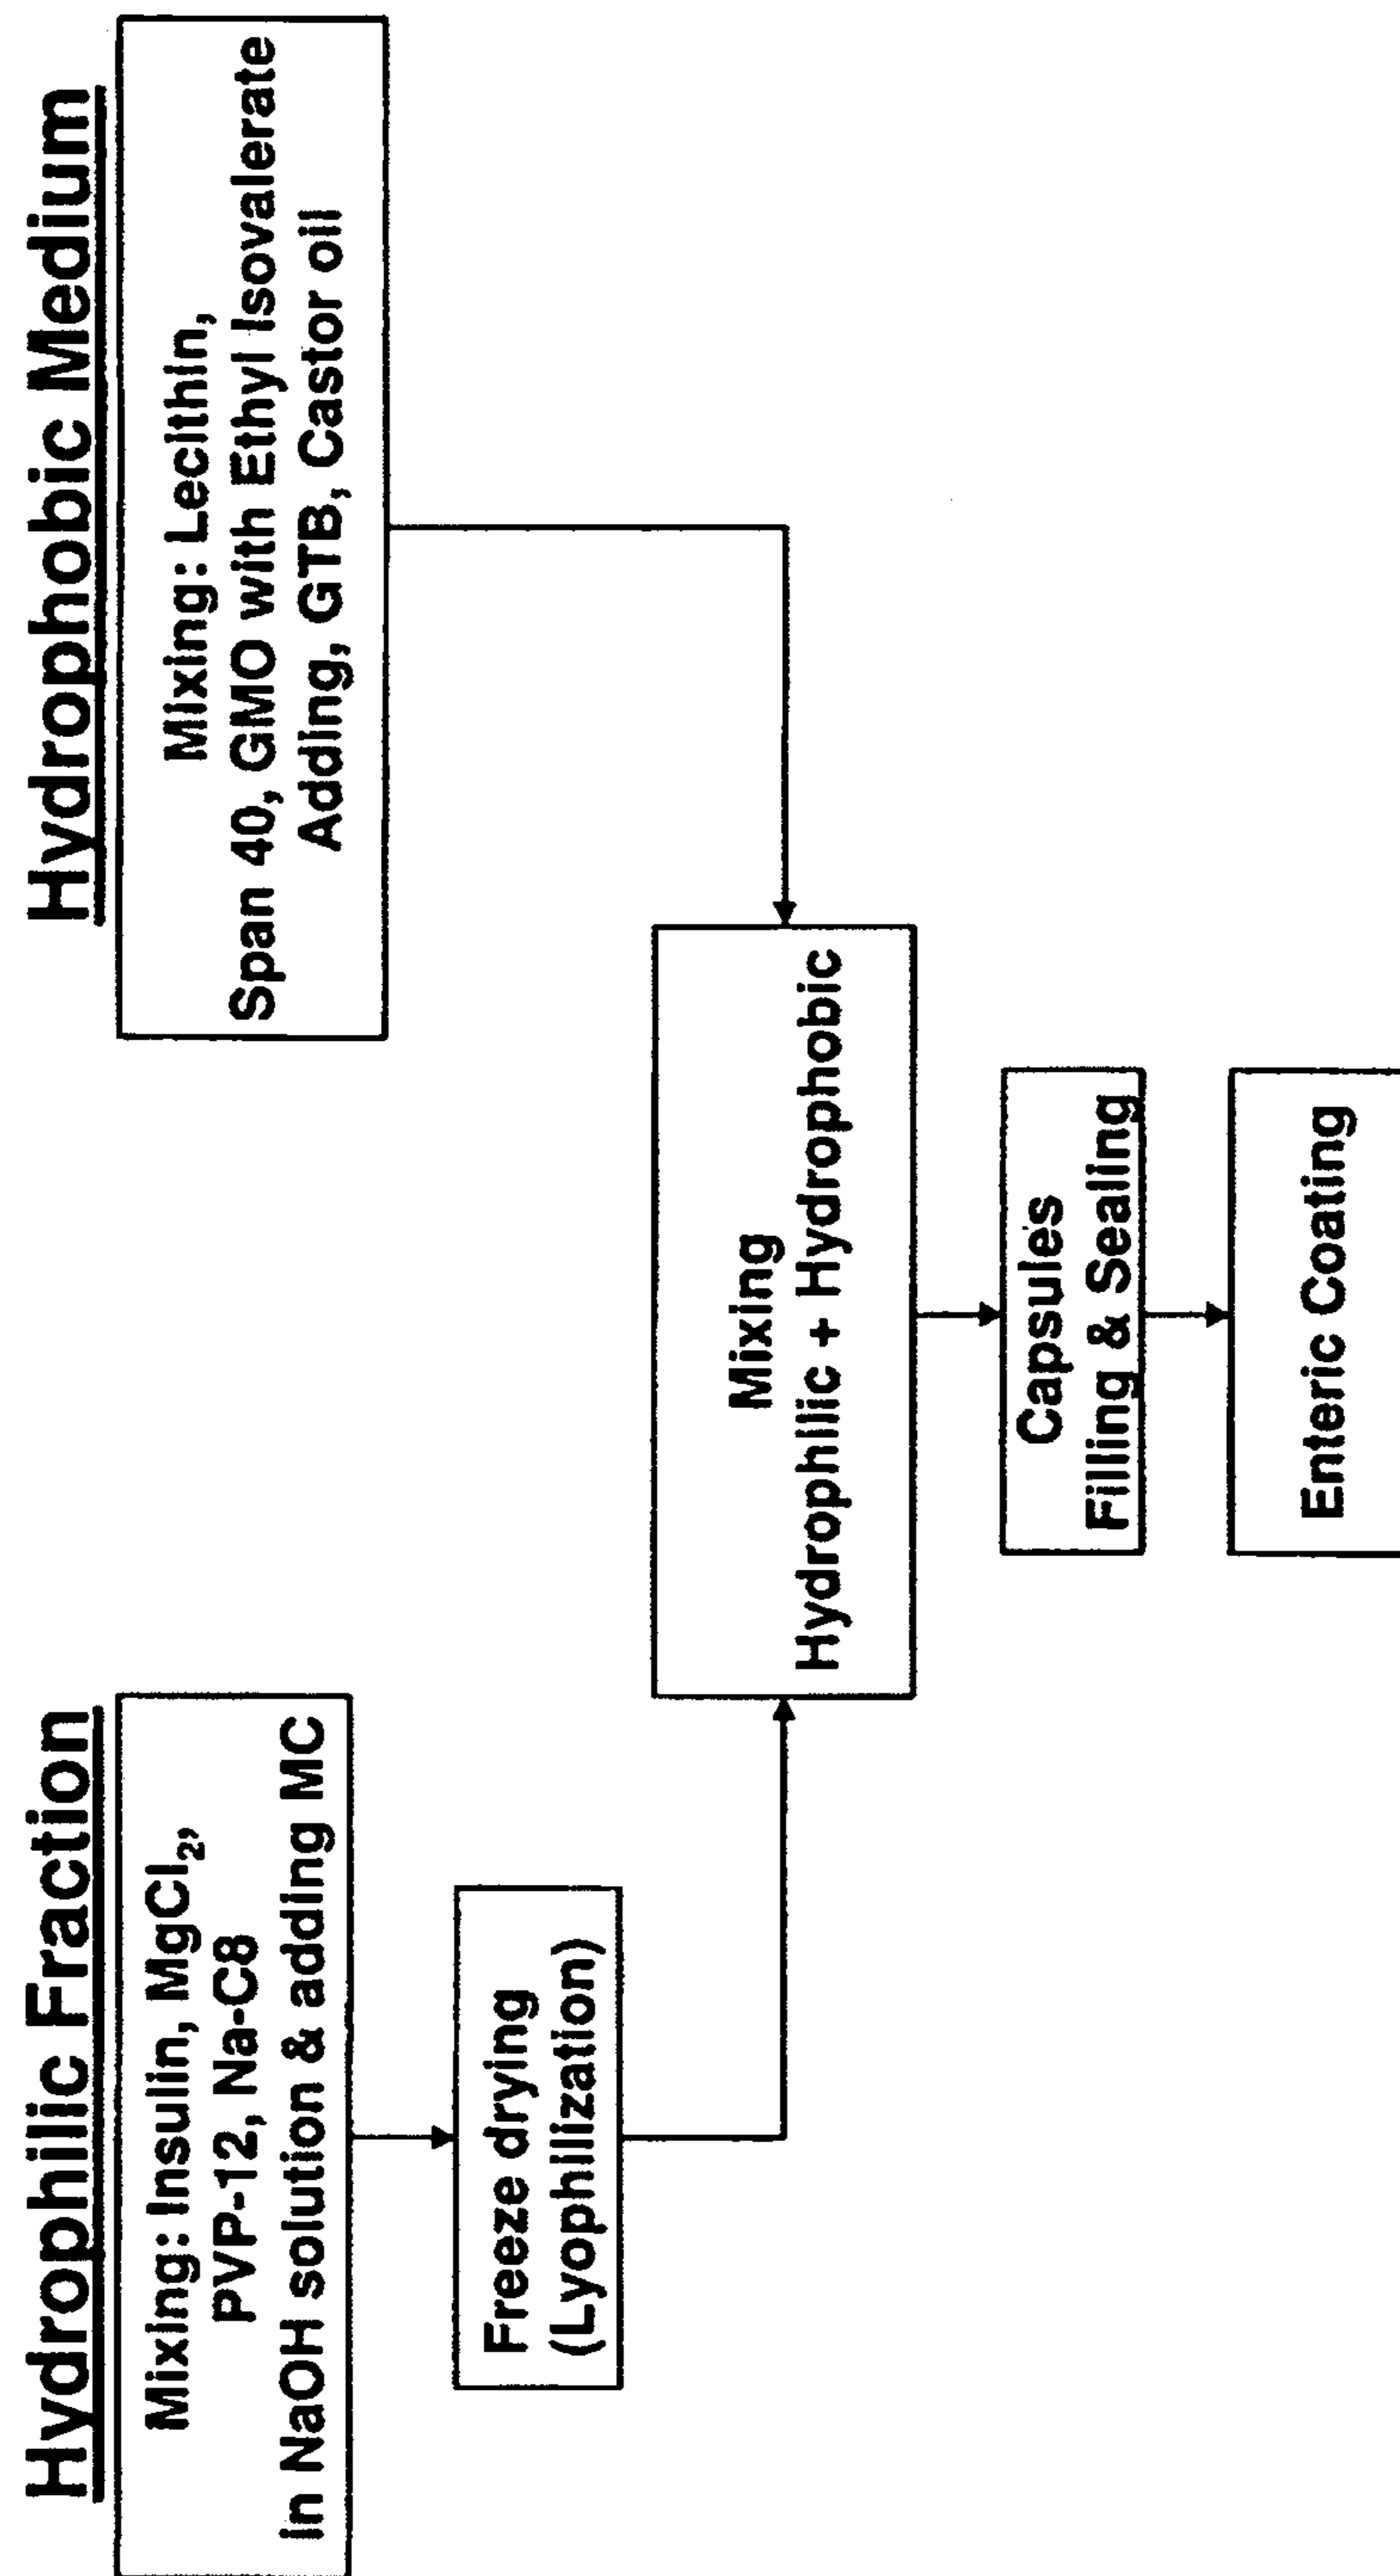 Hydrophilic Fraction
Mixing: Insulin, MgCl₂,
PVP-12, Na-C8
in NaOH solution & adding MC
Freeze drying
(Lyophilization)
Hydrophobic Medium
Mixing: Lecithin,
Span 40, GMO with Ethyl Isovalerate
Adding, GTB, Castor oil
Mixing
Hydrophilic + Hydrophobic
Capsules
Filling & Sealing
Enteric Coating